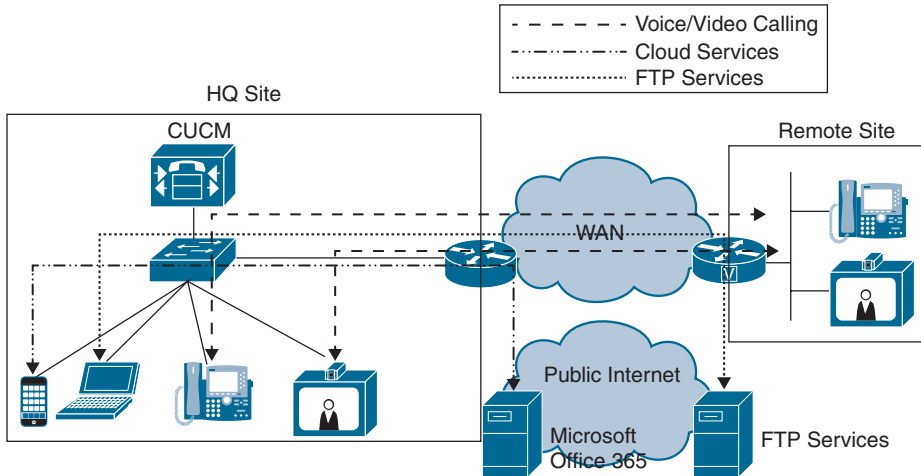 Voice/Video Calling
Cloud Services
FTP Services
HQ Site
CUCM
Remote Site
WAN
V
Public Internet
Microsoft
Office 365
FTP Services